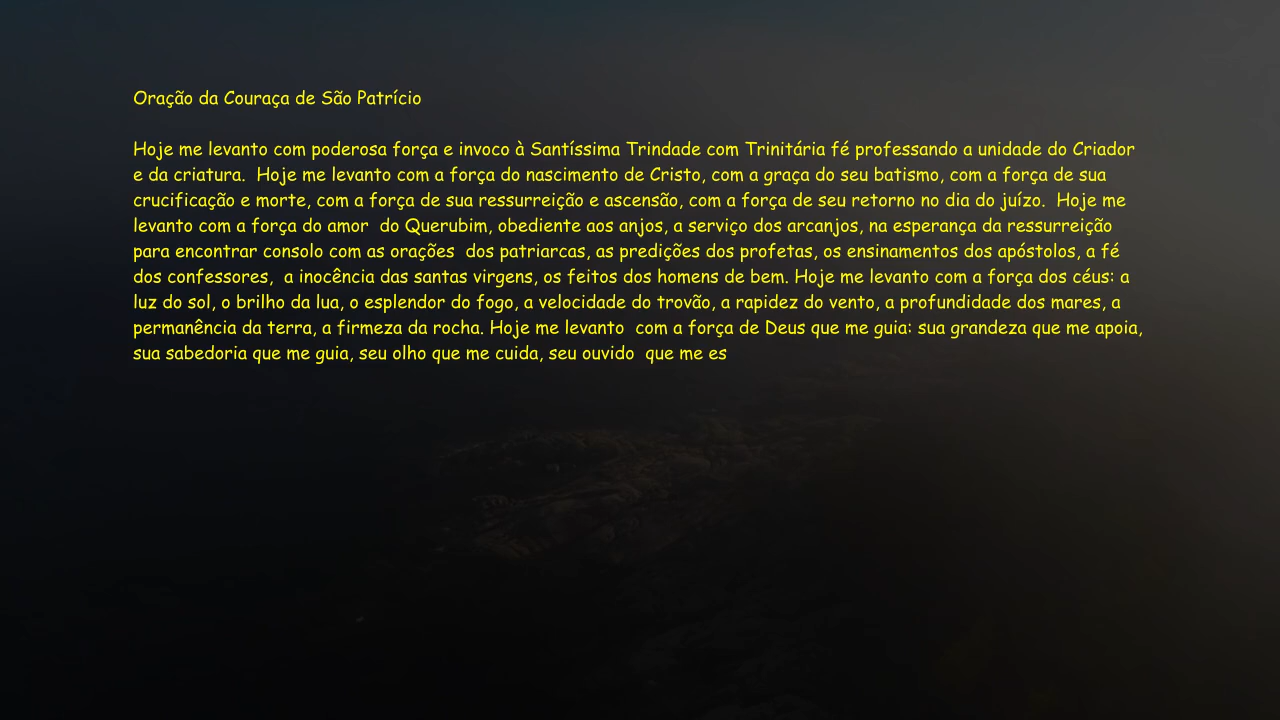 Oração da Couraça de São Patrício
Hoje me levanto com poderosa força e invoco à Santíssima Trindade com Trinitária fé professando a unidade do Criador
e da criatura.  Hoje me levanto com a força do nascimento de Cristo, com a graça do seu batismo, com a força de sua
crucificação e morte, com a força de sua ressurreição e ascensão, com a força de seu retorno no dia do juízo.  Hoje me
levanto com a força do amor  do Querubim, obediente aos anjos, a serviço dos arcanjos, na esperança da ressurreição
para encontrar consolo com as orações  dos patriarcas, as predições dos profetas, os ensinamentos dos apóstolos, a fé
dos confessores,  a inocência das santas virgens, os feitos dos homens de bem. Hoje me levanto com a força dos céus: a
luz do sol, o brilho da lua, o esplendor do fogo, a velocidade do trovão, a rapidez do vento, a profundidade dos mares, a
permanência da terra, a firmeza da rocha. Hoje me levanto  com a força de Deus que me guia: sua grandeza que me apoia,
sua sabedoria que me guia, seu olho que me cuida, seu ouvido  que me es